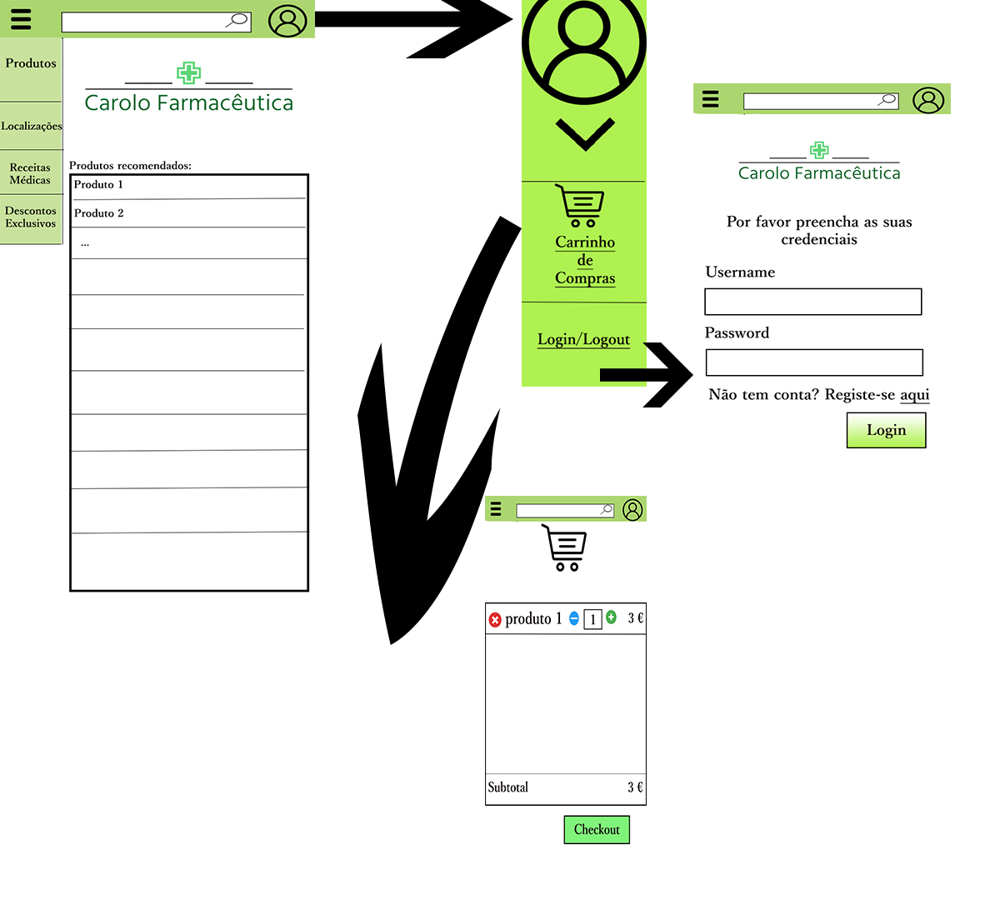 Produtos
Localizações
Receitas
Médicas
Descontos
Exclusivos
Carolo Farmacêutica
Produtos recomendados:
Produto 1
Produto 2
...
Carrinho
de
Compras
Login/Logout
Carolo Farmacêutica
Por favor preencha as suas
credenciais
Username
Password
Não tem conta? Registe-se aqui
Login
produto 1 1 3 €
Subtotal 3 €
Checkout